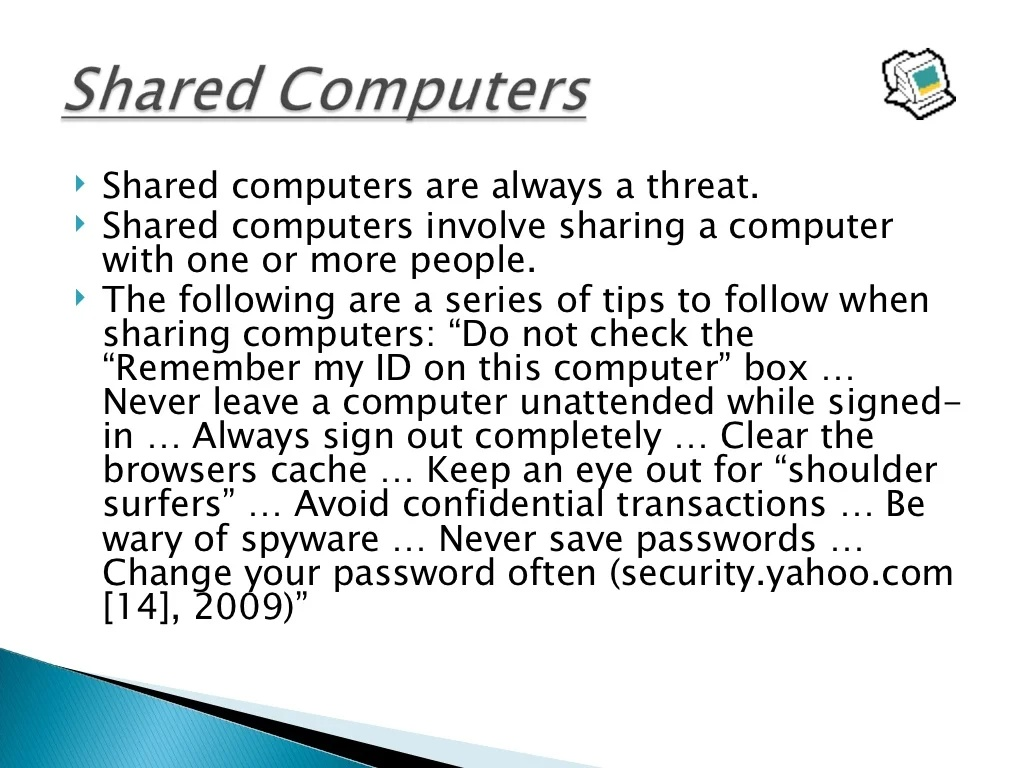 Shared Computers
Shared computers are always a threat.
Shared computers involve sharing a computer
with one or more people.
The following are a series of tips to follow when
sharing computers: “Do not check the
“Remember my ID on this computer” box …
Never leave a computer unattended while signed-
in … Always sign out completely … Clear the
browsers cache … Keep an eye out for “shoulder
surfers” … Avoid confidential transactions … Be
wary of spyware … Never save passwords …
Change your password often (security.yahoo.com
[14], 2009)”